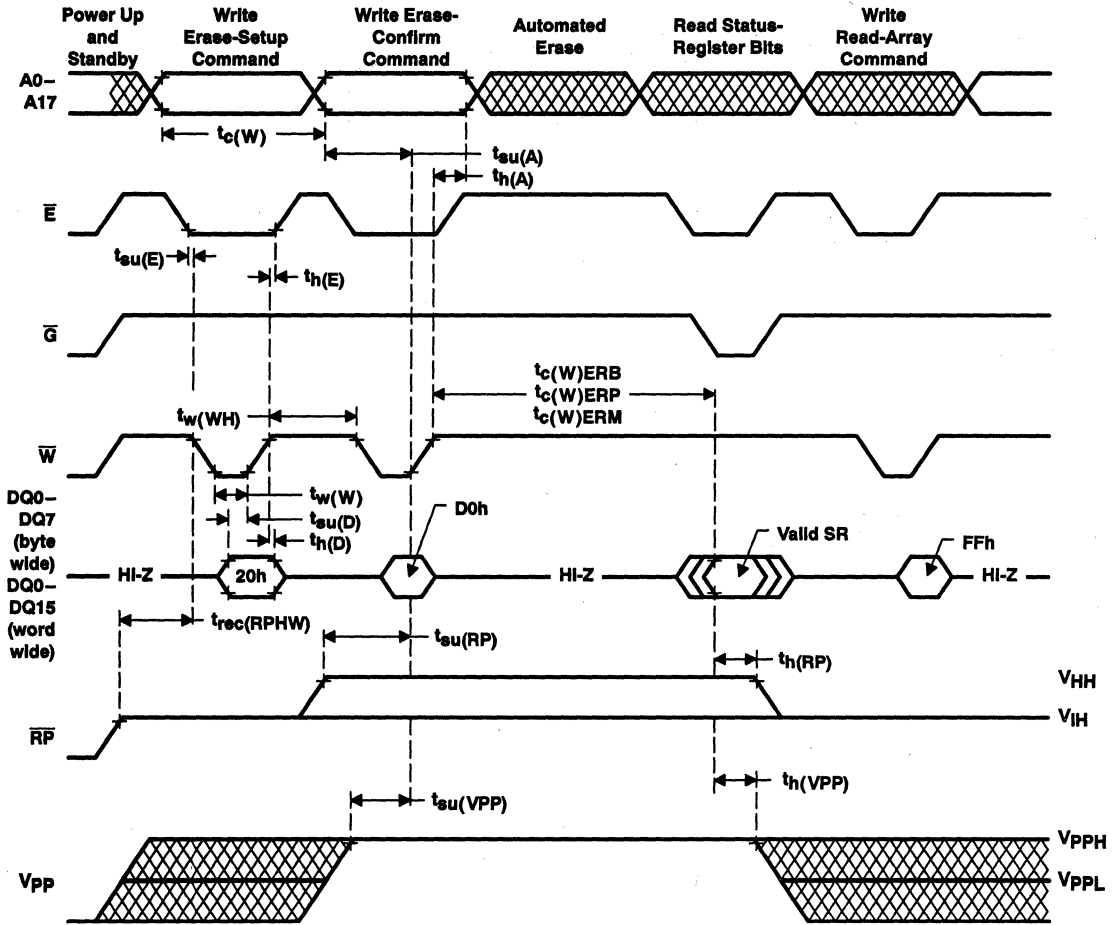 Power Up
and
Standby
Write
Erase-Setup
Command
Write Erase-
Confirm
Command
Automated
Erase
Read Status-
Register Bits
Write
Read-Array
Command
A0–
A17
tc(W)
tsu(A)
th(A)
E
tsu(E)
th(E)
G
tc(W)ERB
tc(W)ERP
tc(W)ERM
tw(WH)
W
DQ0–
DQ7
(byte
wide)
DQ0–
DQ15
(word
wide)
tw(W)
tsu(D)
th(D)
D0h
Valid SR
FFh
Hi-Z
20h
Hi-Z
Hi-Z
trec(RPHW)
tsu(RP)
th(RP)
VHH
VIH
RP
tsu(VPP)
th(VPP)
VPPH
VPP
VPPL